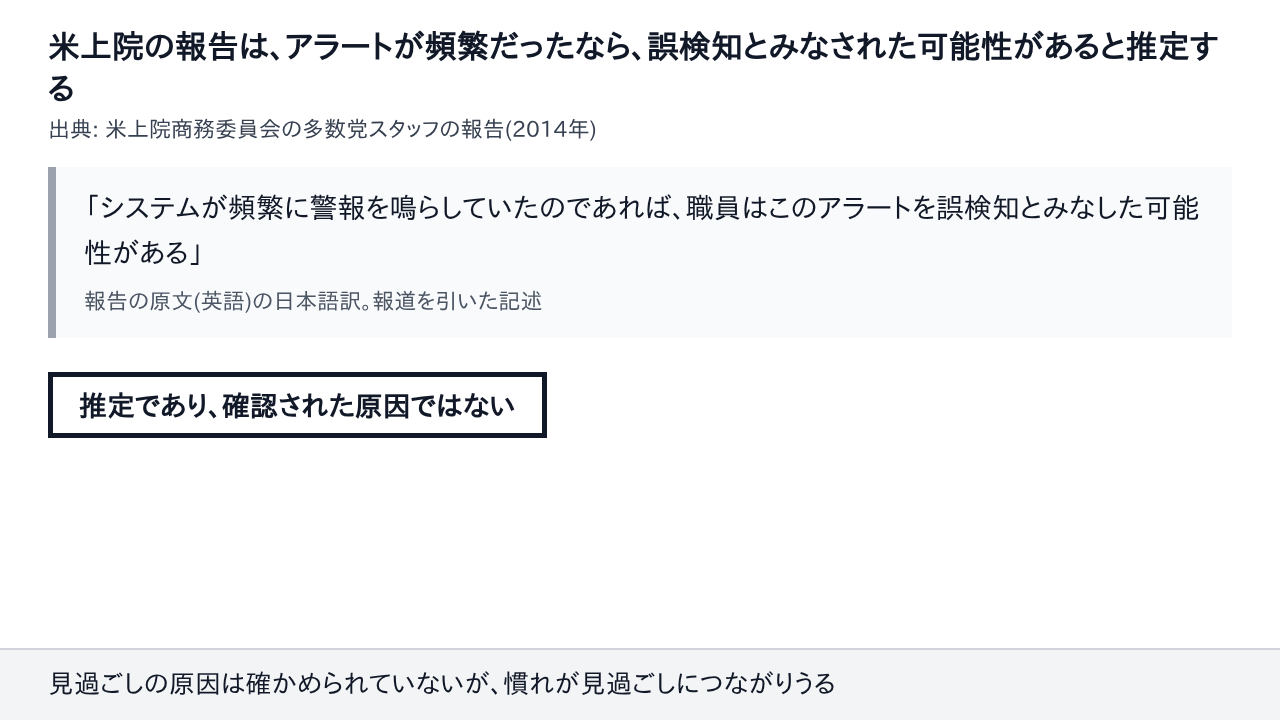 米上院の報告は、アラートが頻繁だったなら、誤検知とみなされた可能性があると推定す
る
出典: 米上院商務委員会の多数党スタッフの報告(2014年)
「システムが頻繁に警報を鳴らしていたのであれば、職員はこのアラートを誤検知とみなした可能
性がある」
報告の原文(英語)の日本語訳。報道を引いた記述
推定であり、確認された原因ではない
見過ごしの原因は確かめられていないが、慣れが見過ごしにつながりうる